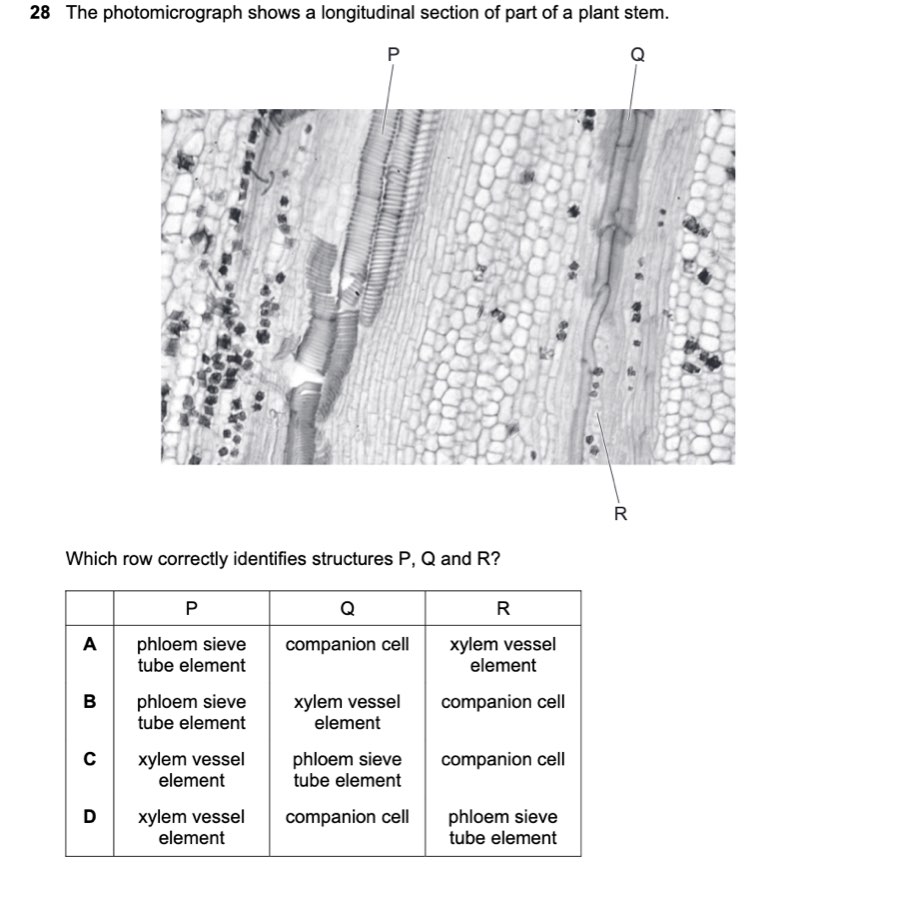 28 The photomicrograph shows a longitudinal section of part of a plant stem.
P
Q
R
Which row correctly identifies structures P, Q and R?
P Q R
A phloem sieve tube element companion cell xylem vessel element
B phloem sieve tube element xylem vessel element companion cell
C xylem vessel element phloem sieve tube element companion cell
D xylem vessel element companion cell phloem sieve tube element